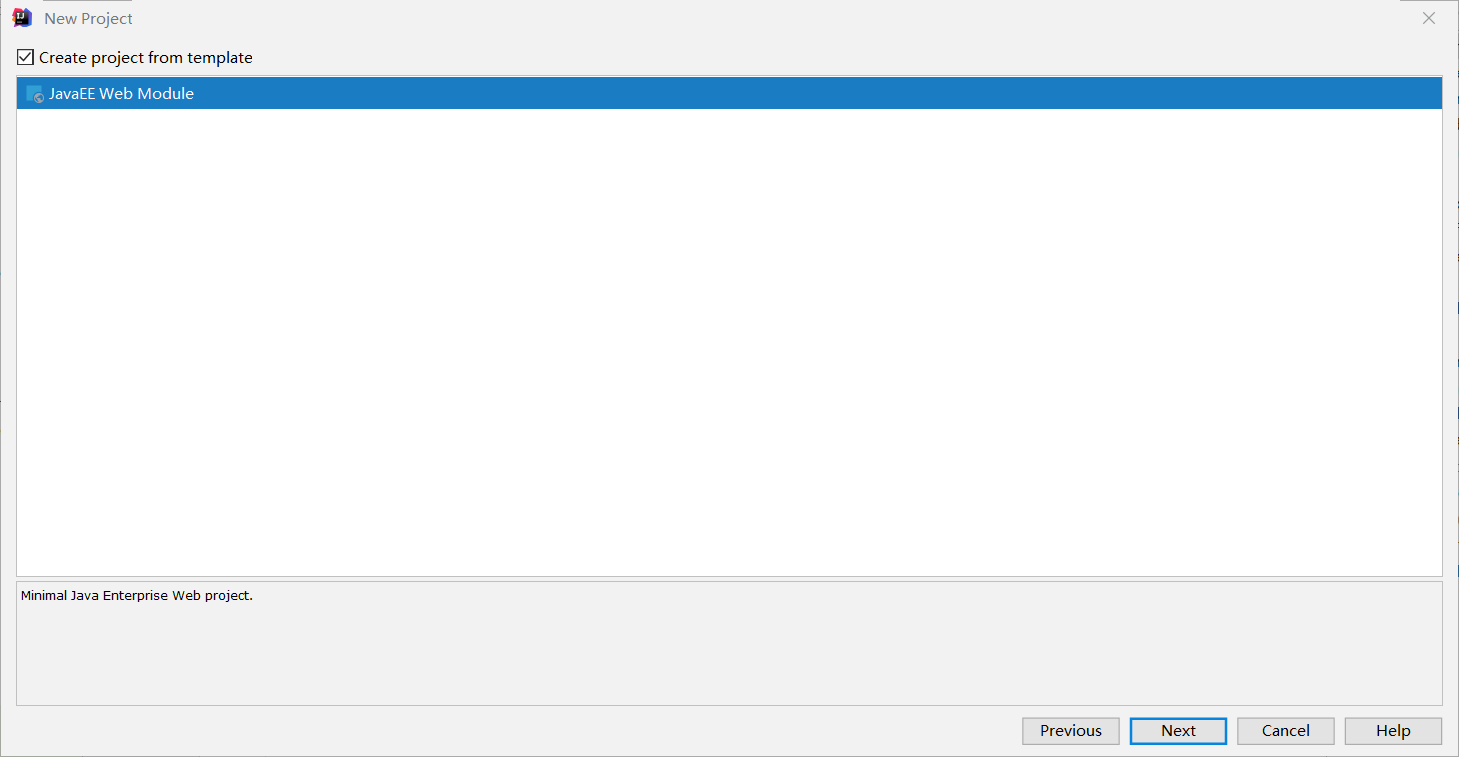 New Project
Create project from template
JavaEE Web Module
Minimal Java Enterprise Web project.
Previous Next Cancel Help